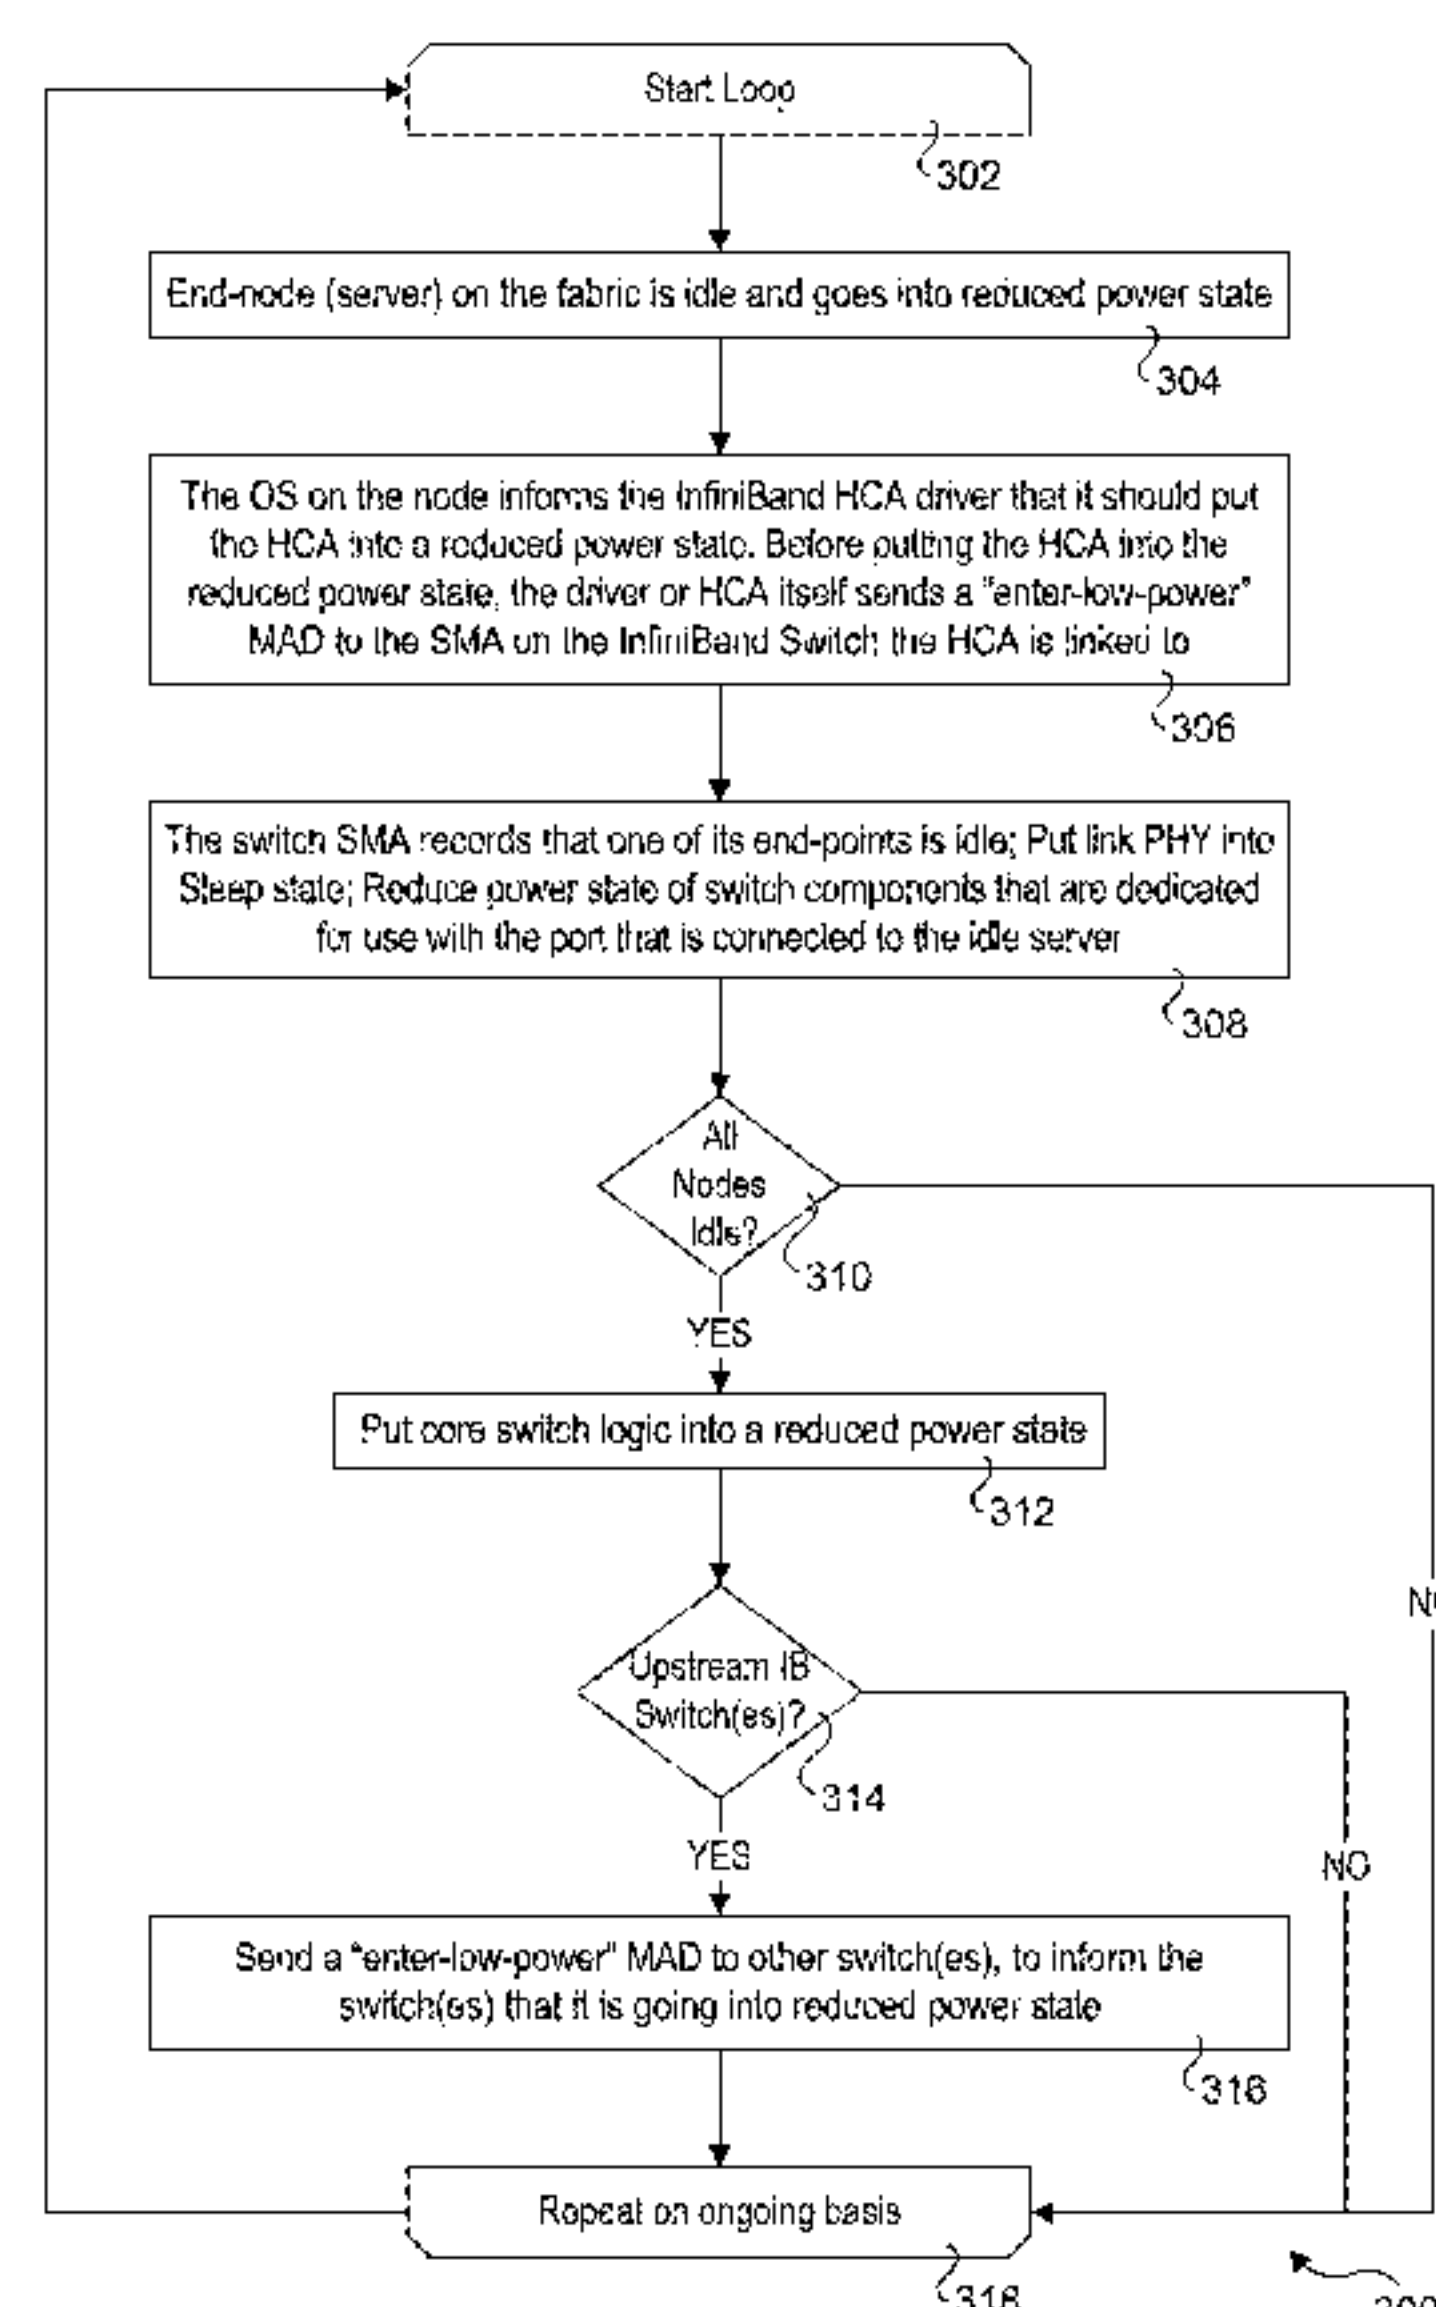 Start Loop
302
End-node (server) on the fabric is idle and goes into reduced power state
304
The OS on the node informs the InfiniBand HCA driver that it should put
the HCA into a reduced power state. Before putting the HCA into the
reduced power state, the driver or HCA itself sends a "enter-low-power"
MAD to the SMA on the InfiniBand Switch the HCA is linked to
306
The switch SMA records that one of its end-points is idle; Put link PHY into
Sleep state; Reduce power state of switch components that are dedicated
for use with the port that is connected to the idle server
308
All
Nodes
Idle?
310
YES
Put core switch logic into a reduced power state
312
Upstream IB
Switch(es)?
314
YES
NO
Send a "enter-low-power" MAD to other switch(es), to inform the
switch(es) that it is going into reduced power state
316
Repeat on ongoing basis